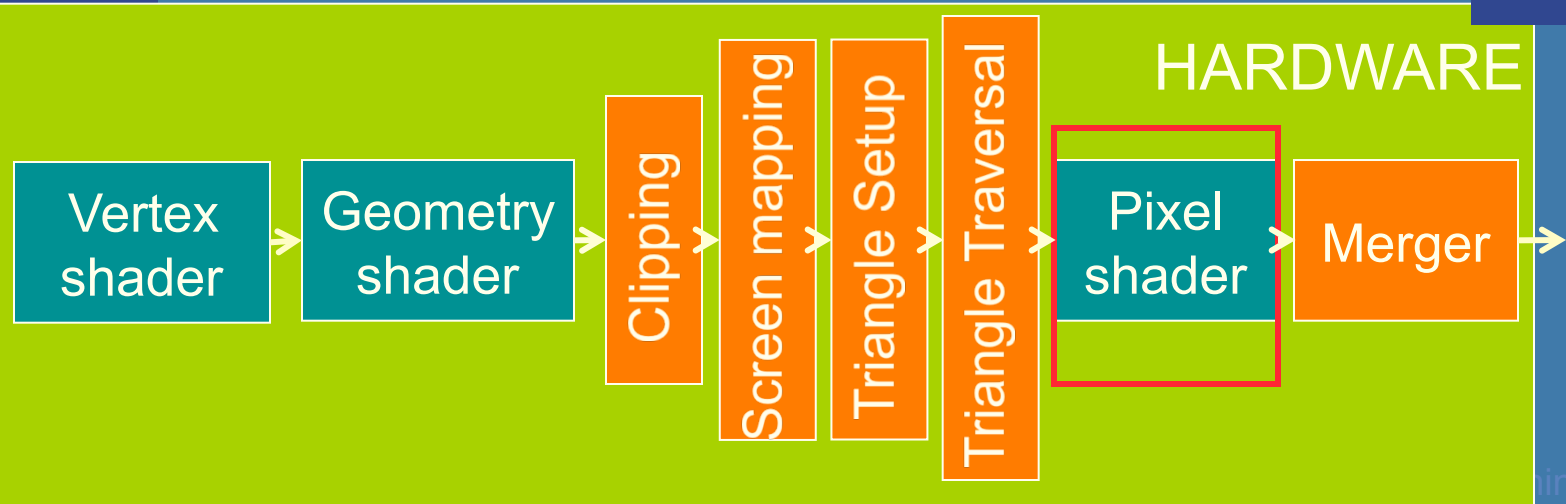 HARDWARE
Vertex
shader
Geometry
shader
Clipping
Screen mapping
Triangle Setup
Triangle Traversal
Pixel
shader
Merger